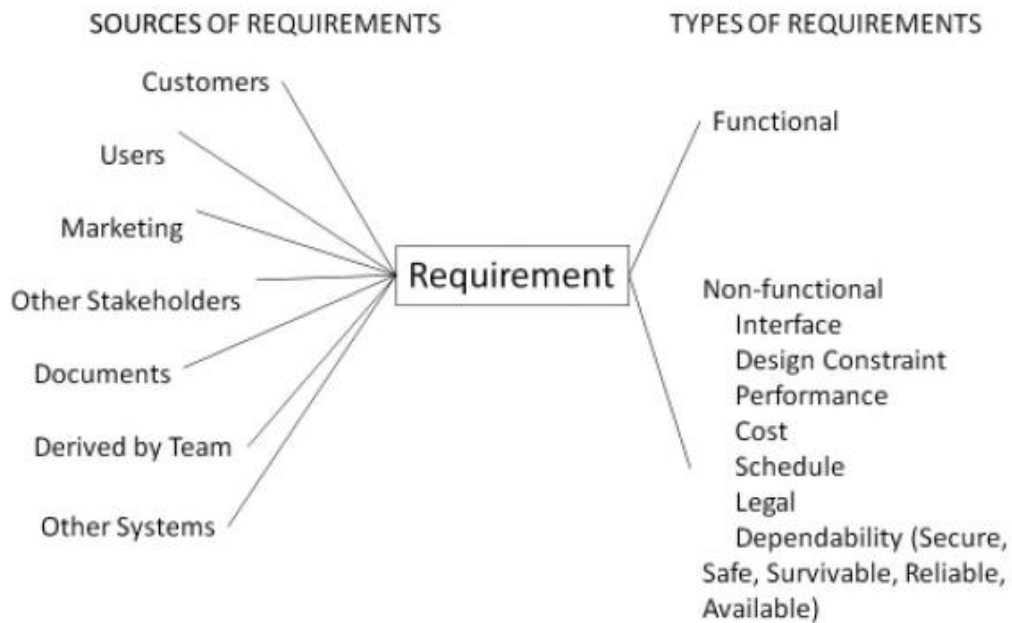 SOURCES OF REQUIREMENTS
Customers
Users
Marketing
Other Stakeholders
Documents
Derived by Team
Other Systems
Requirement
TYPES OF REQUIREMENTS
Functional
Non-functional
Interface
Design Constraint
Performance
Cost
Schedule
Legal
Dependability (Secure,
Safe, Survivable, Reliable,
Available)